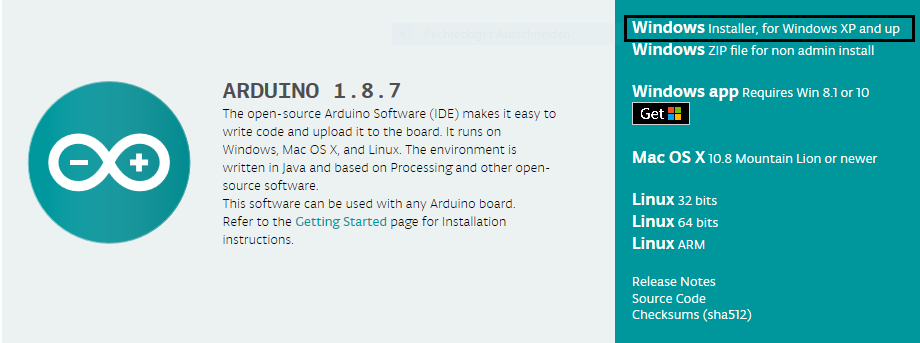 ARDUINO 1.8.7
The open-source Arduino Software (IDE) makes it easy to
write code and upload it to the board. It runs on
Windows, Mac OS X, and Linux. The environment is
written in Java and based on Processing and other open-
source software.
This software can be used with any Arduino board.
Refer to the Getting Started page for Installation
instructions.
Windows Installer, for Windows XP and up
Windows ZIP file for non admin install
Windows app Requires Win 8.1 or 10
Get
Mac OS X 10.8 Mountain Lion or newer
Linux 32 bits
Linux 64 bits
Linux ARM
Release Notes
Source Code
Checksums (sha512)